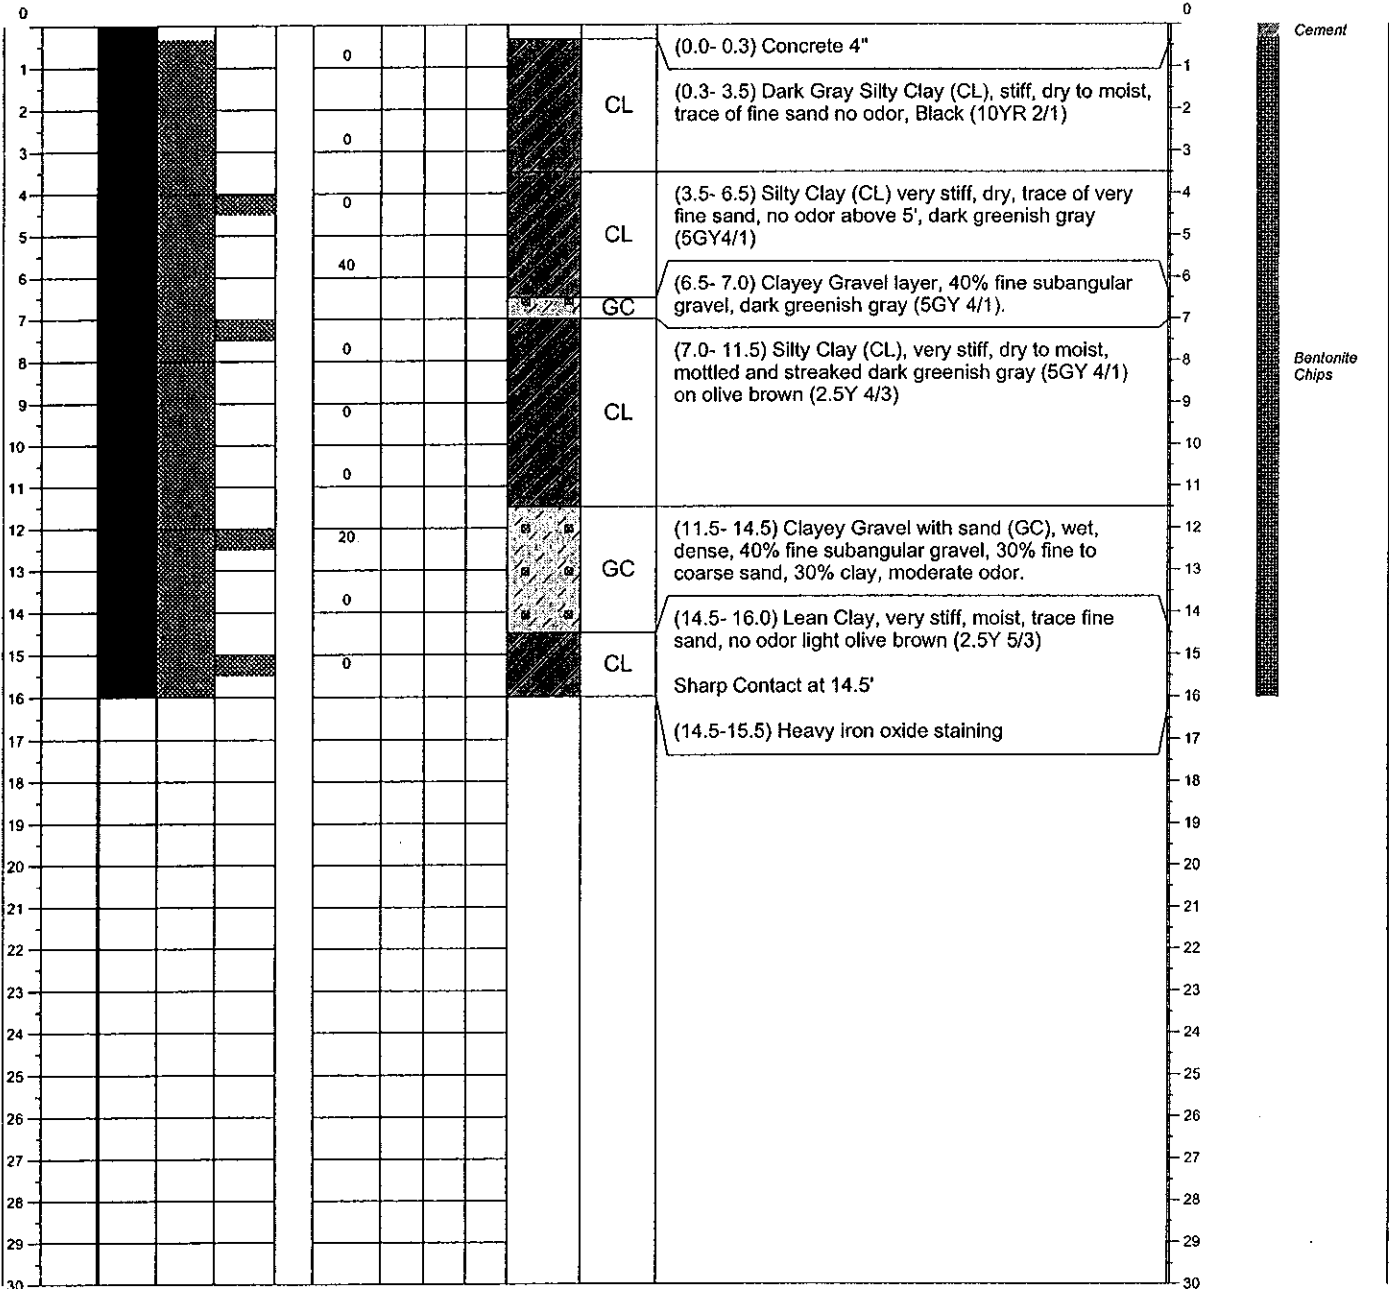 0
0
Cement
(0.0- 0.3) Concrete 4"
0
1
1
(0.3- 3.5) Dark Gray Silty Clay (CL), stiff, dry to moist,
trace of fine sand no odor, Black (10YR 2/1)
CL
2
2
0
3
3
4
0
(3.5- 6.5) Silty Clay (CL) very stiff, dry, trace of very
fine sand, no odor above 5', dark greenish gray
(5GY4/1)
4
CL
5
5
40
6
6
(6.5- 7.0) Clayey Gravel layer, 40% fine subangular
gravel, dark greenish gray (5GY 4/1).
GC
7
7
0
(7.0- 11.5) Silty Clay (CL), very stiff, dry to moist,
mottled and streaked dark greenish gray (5GY 4/1)
on olive brown (2.5Y 4/3)
8
8
Bentonite
Chips
9
0
CL
9
10
10
0
11
11
12
20
(11.5- 14.5) Clayey Gravel with sand (GC), wet,
dense, 40% fine subangular gravel, 30% fine to
coarse sand, 30% clay, moderate odor.
12
13
GC
13
0
14
14
(14.5- 16.0) Lean Clay, very stiff, moist, trace fine
sand, no odor light olive brown (2.5Y 5/3)
15
0
CL
15
Sharp Contact at 14.5'
16
16
(14.5-15.5) Heavy iron oxide staining
17
17
18
18
19
19
20
20
21
21
22
22
23
23
24
24
25
25
26
26
27
27
28
28
29
29
30
30